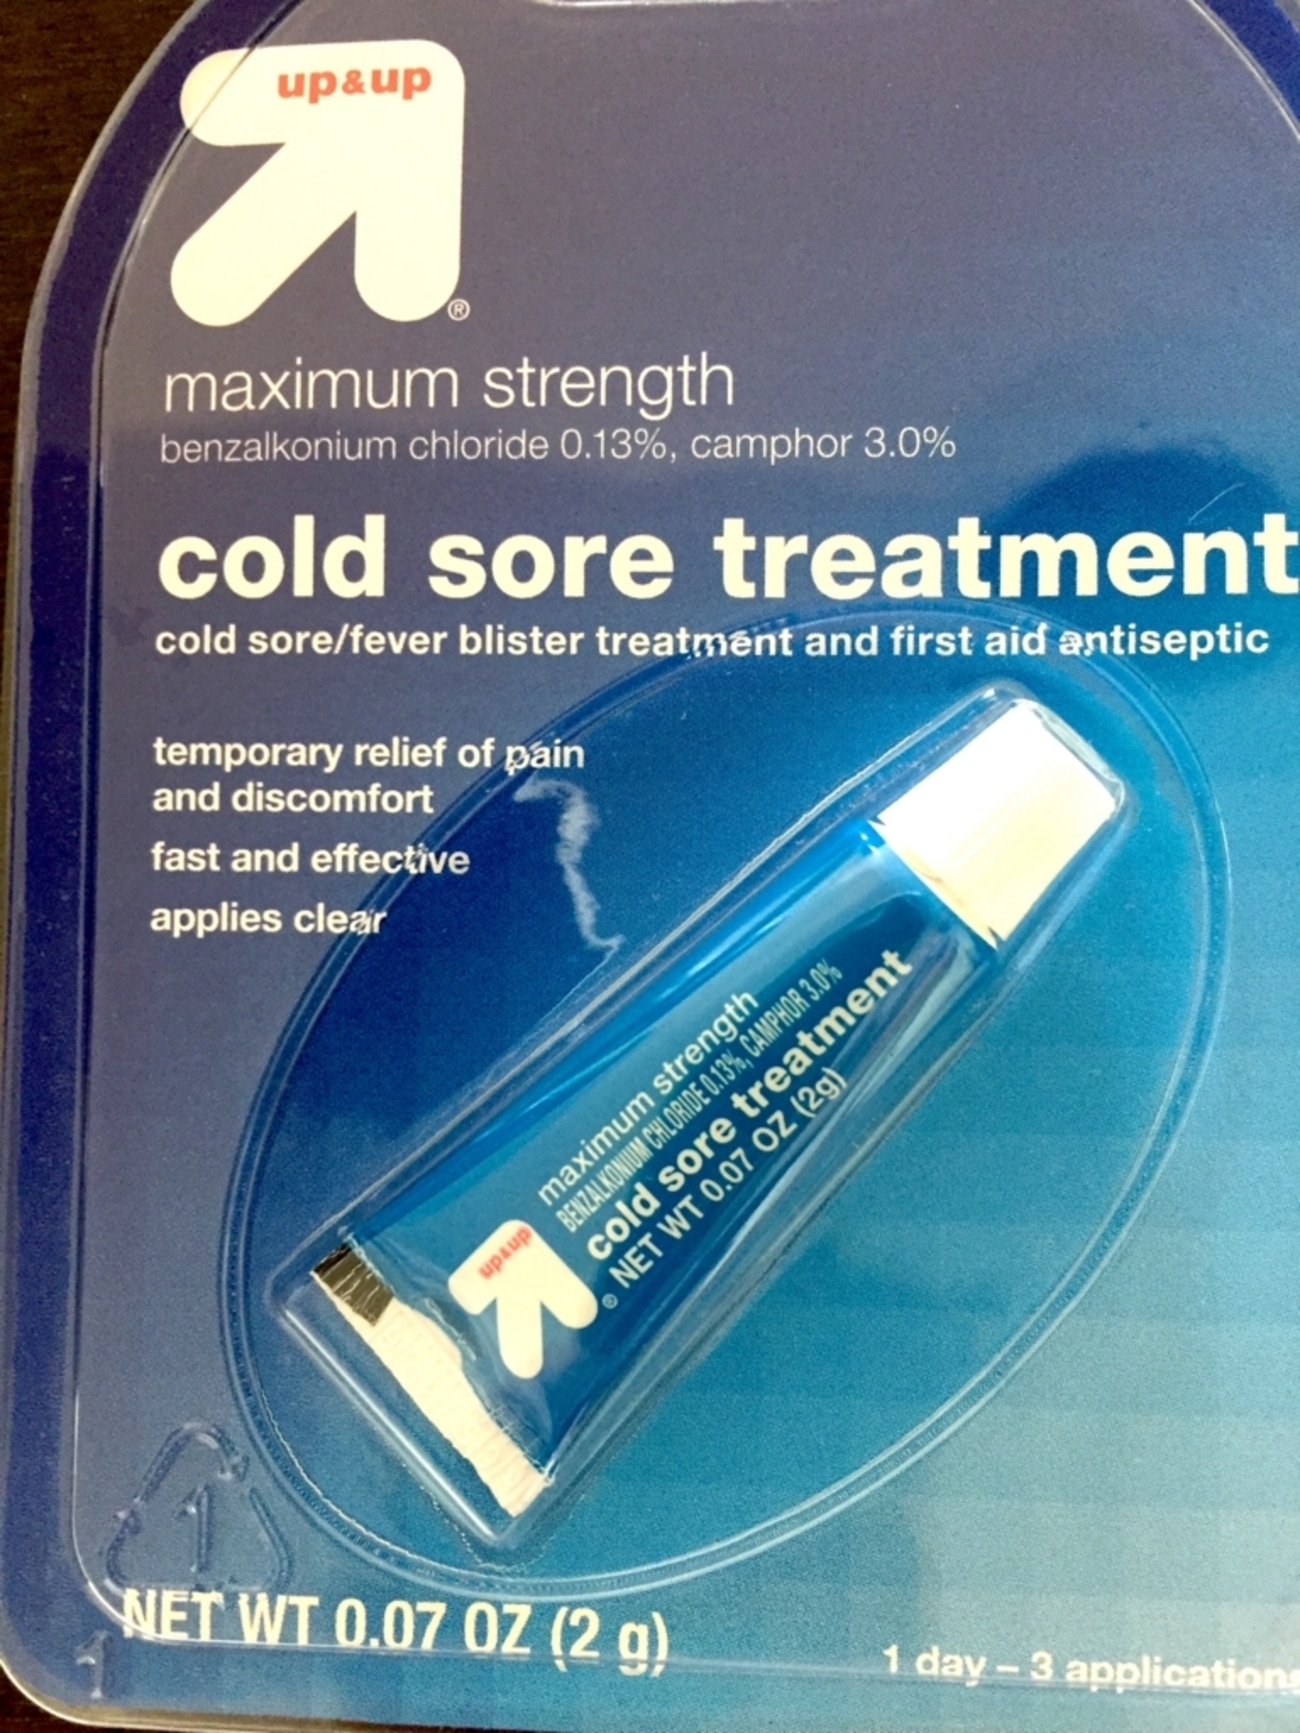 up&up
®
maximum strength
benzalkonium chloride 0.13%, camphor 3.0%
cold sore treatment
cold sore/fever blister treatment and first aid antiseptic
temporary relief of pain
and discomfort
fast and effective
applies clear
maximum strength
BENZALKONIUM CHLORIDE 0.13%, CAMPHOR 3.0%
cold sore treatment
NET WT 0.07 OZ (2g)
up&up
®
1
NET WT 0.07 OZ (2 g)
1
1 day – 3 applications